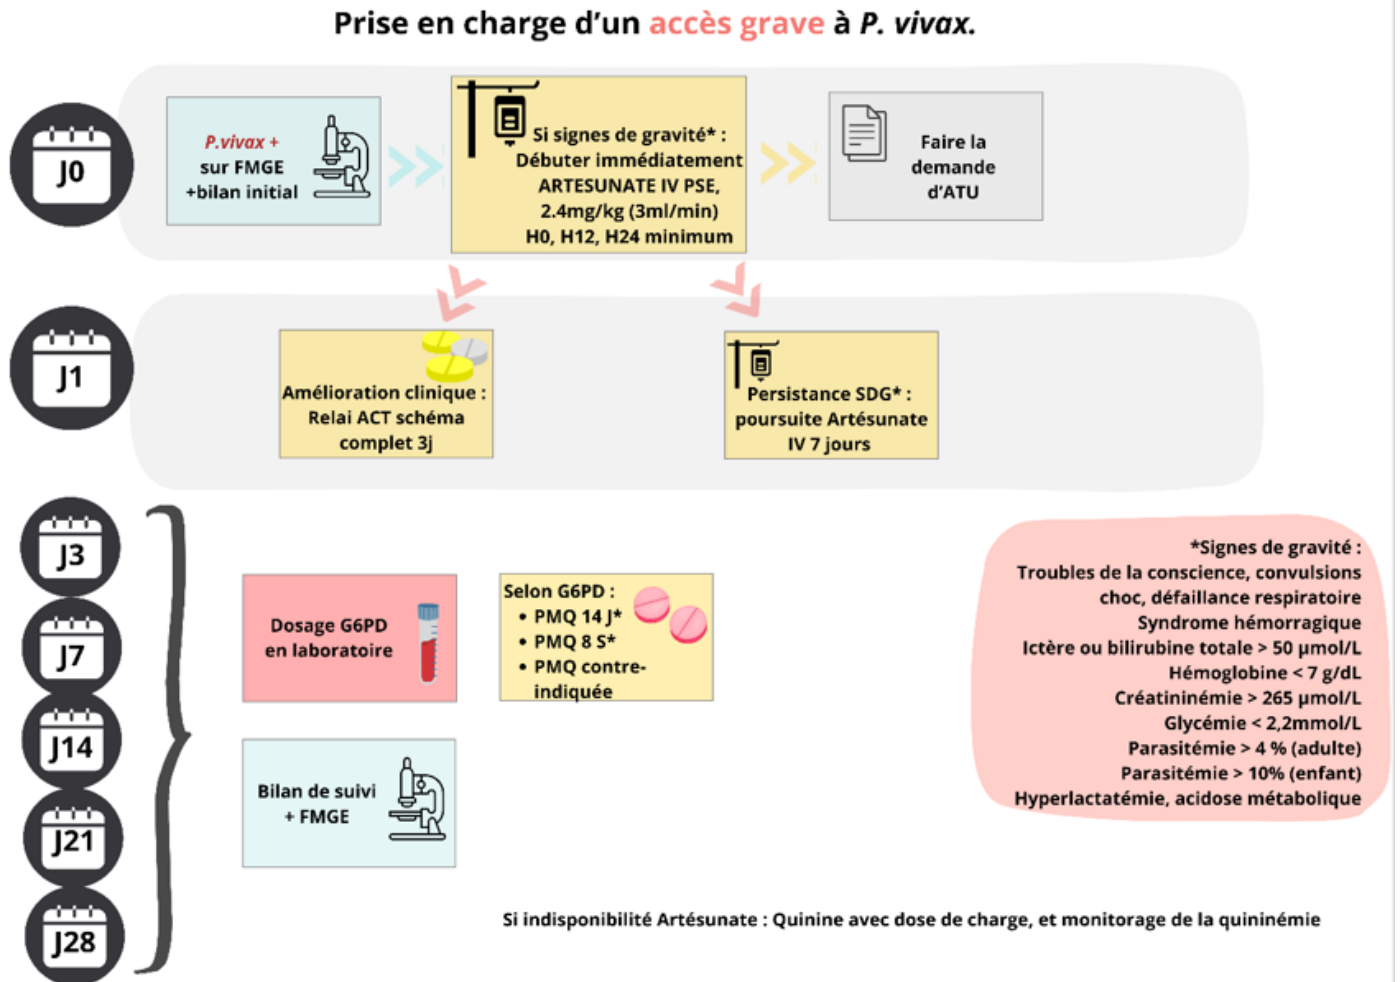 Prise en charge d'un accès grave à P. vivax.
J0
P.vivax +
sur FMGE
+bilan initial
Si signes de gravité* :
Débuter immédiatement
ARTESUNATE IV PSE,
2.4mg/kg (3ml/min)
H0, H12, H24 minimum
Faire la
demande
d'ATU
J1
Amélioration clinique :
Relai ACT schéma
complet 3j
Persistance SDG* :
poursuite Artésunate
IV 7 jours
J3
J7
J14
J21
J28
Dosage G6PD
en laboratoire
Selon G6PD :
• PMQ 14 J*
• PMQ 8 S*
• PMQ contre-
indiquée
Bilan de suivi
+ FMGE
*Signes de gravité :
Troubles de la conscience, convulsions
choc, défaillance respiratoire
Syndrome hémorragique
Ictère ou bilirubine totale > 50 µmol/L
Hémoglobine < 7 g/dL
Créatininémie > 265 µmol/L
Glycémie < 2,2mmol/L
Parasitémie > 4 % (adulte)
Parasitémie > 10% (enfant)
Hyperlactatémie, acidose métabolique
Si indisponibilité Artésunate : Quinine avec dose de charge, et monitorage de la quininémie